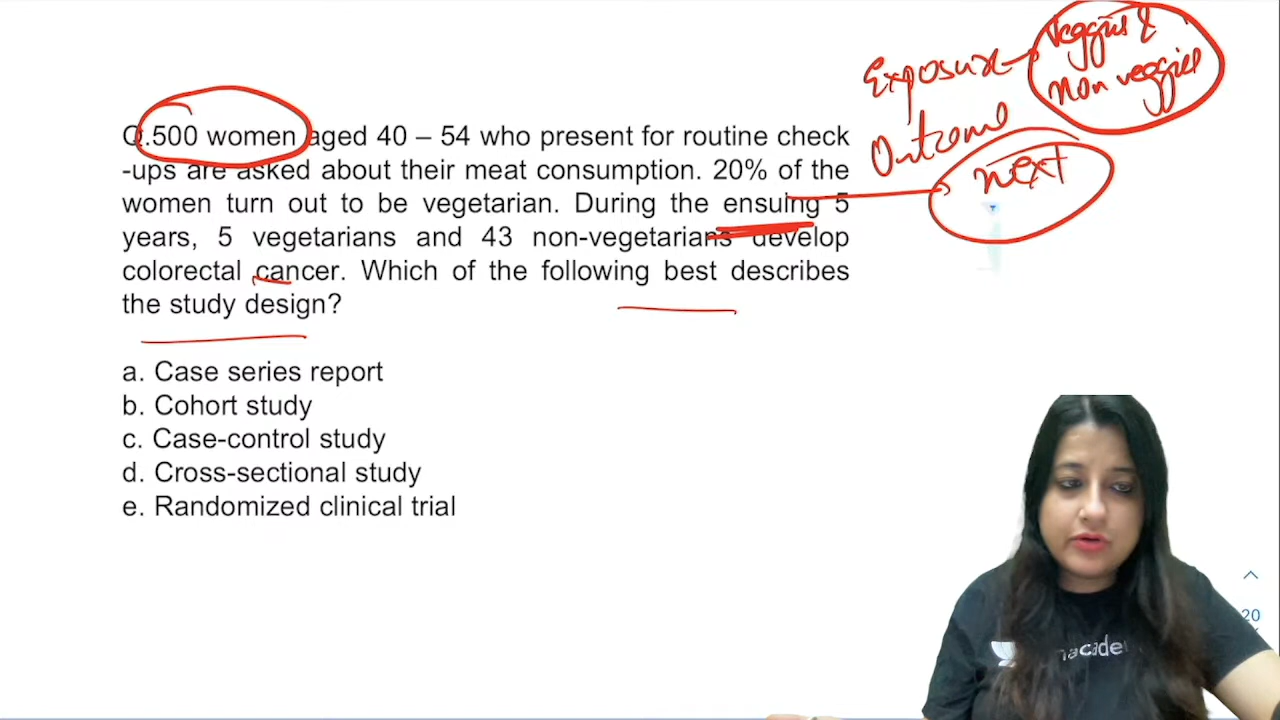 Exposure → veggies &
non veggies
Outcome
next
Q.500 women aged 40 – 54 who present for routine check
-ups are asked about their meat consumption. 20% of the
women turn out to be vegetarian. During the ensuing 5
years, 5 vegetarians and 43 non-vegetarians develop
colorectal cancer. Which of the following best describes
the study design?
a. Case series report
b. Cohort study
c. Case-control study
d. Cross-sectional study
e. Randomized clinical trial
20